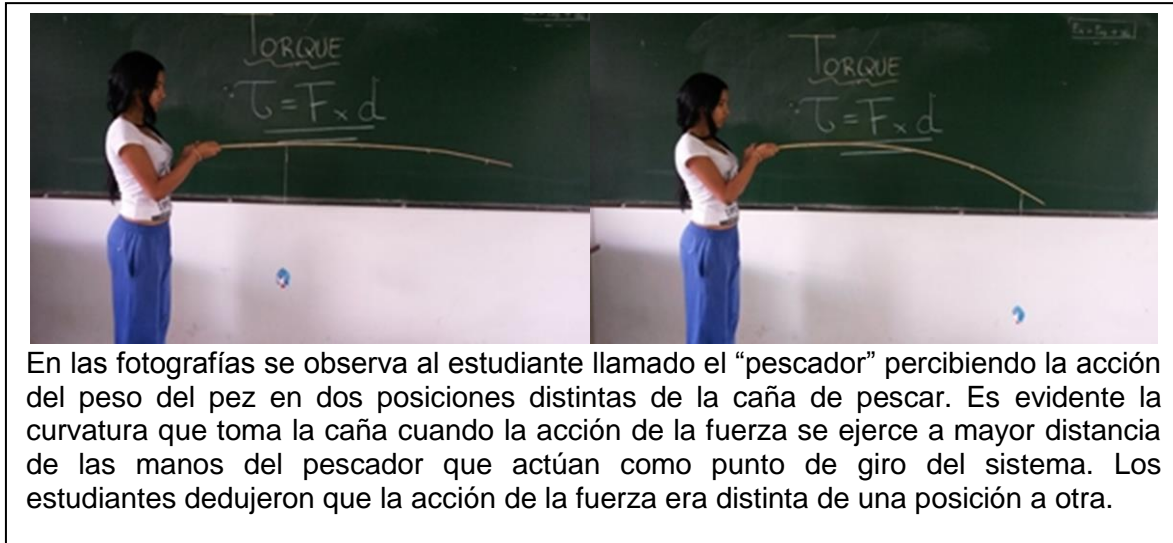 TORQUE
τ = F x d
TORQUE
τ = F x d
En las fotografías se observa al estudiante llamado el “pescador” percibiendo la acción
del peso del pez en dos posiciones distintas de la caña de pescar. Es evidente la
curvatura que toma la caña cuando la acción de la fuerza se ejerce a mayor distancia
de las manos del pescador que actúan como punto de giro del sistema. Los
estudiantes dedujeron que la acción de la fuerza era distinta de una posición a otra.